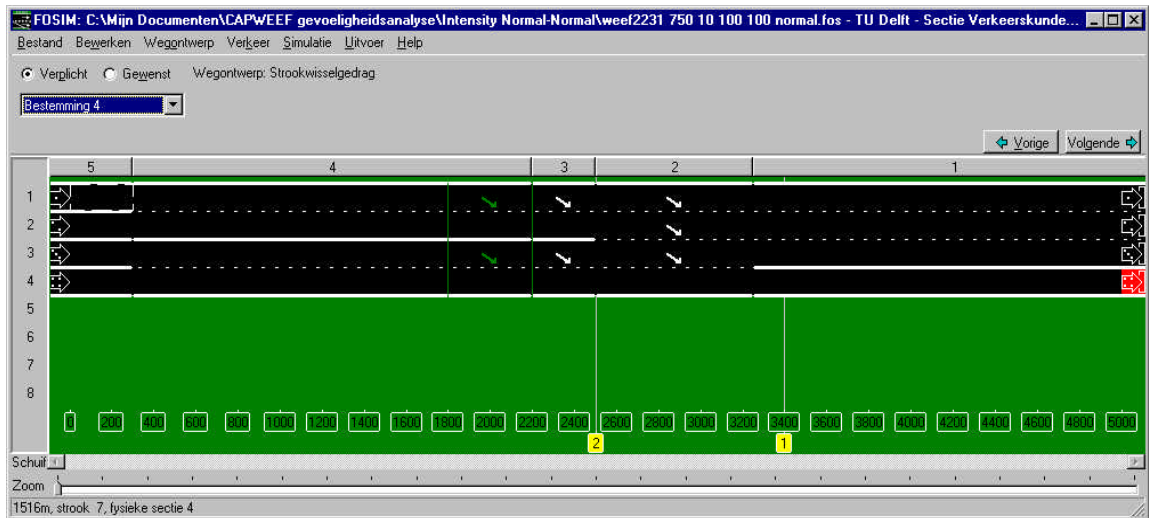 FOSIM: C:\Mijn Documenten\CAPWEEF gevoeligheidsanalyse\Intensity Normal-Normal\weef2231 750 10 100 100 normal.fos - TU Delft - Sectie Verkeerskunde...
Bestand Bewerken Wegontwerp Verkeer Simulatie Uitvoer Help
Verplicht Gewenst Wegontwerp: Strookwisselgedrag
Bestemming 4
Vorige Volgende
5 4 3 2 1
1
2
3
4
5
6
7
8
0 200 400 600 800 1000 1200 1400 1600 1800 2000 2200 2400 2600 2800 3000 3200 3400 3600 3800 4000 4200 4400 4600 4800 5000
2 1
Schuif
Zoom
1516m, strook 7, fysieke sectie 4